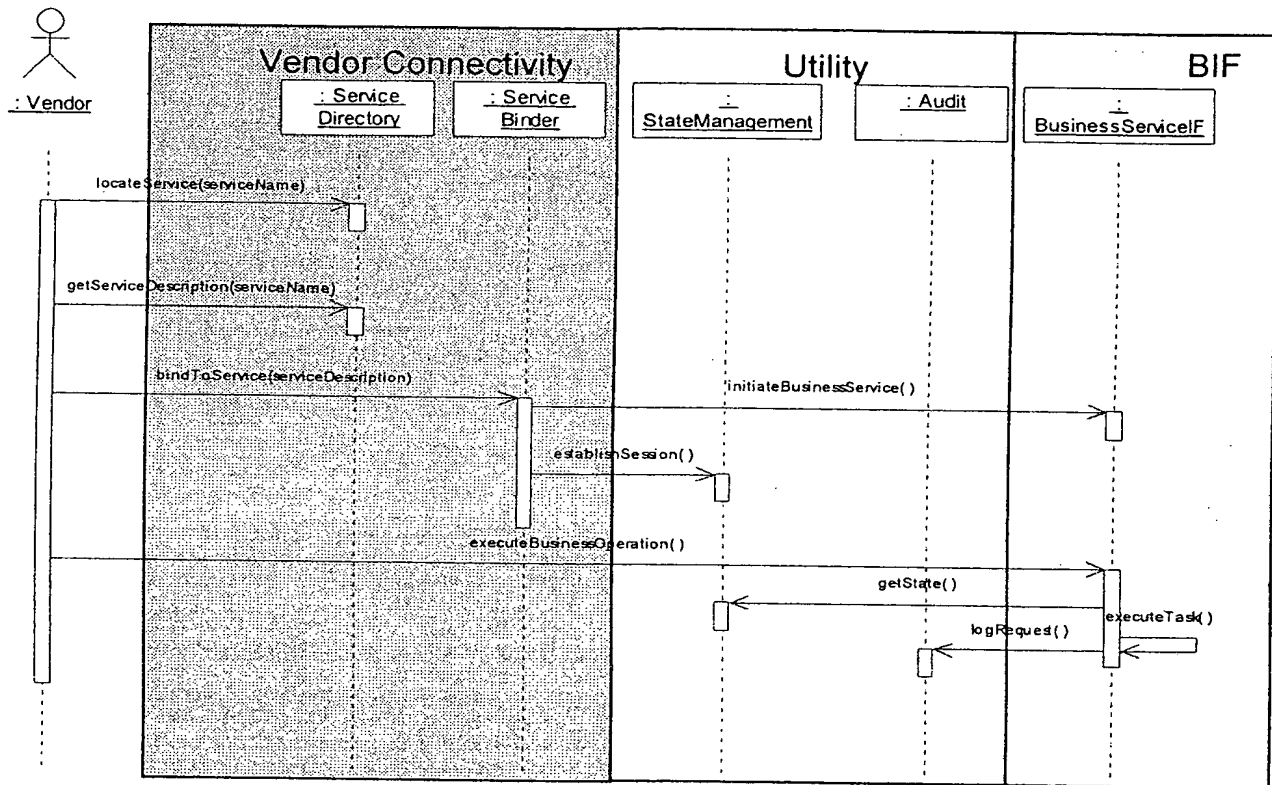 Vendor Connectivity
Utility
BIF
: Vendor
: Service
Directory
: Service
Binder
:
StateManagement
: Audit
:
BusinessServiceIF
locateService(serviceName)
getServiceDescription(serviceName)
bindToService(serviceDescription)
initiateBusinessService( )
establishSession( )
executeBusinessOperation( )
getState( )
executeTask( )
logRequest( )